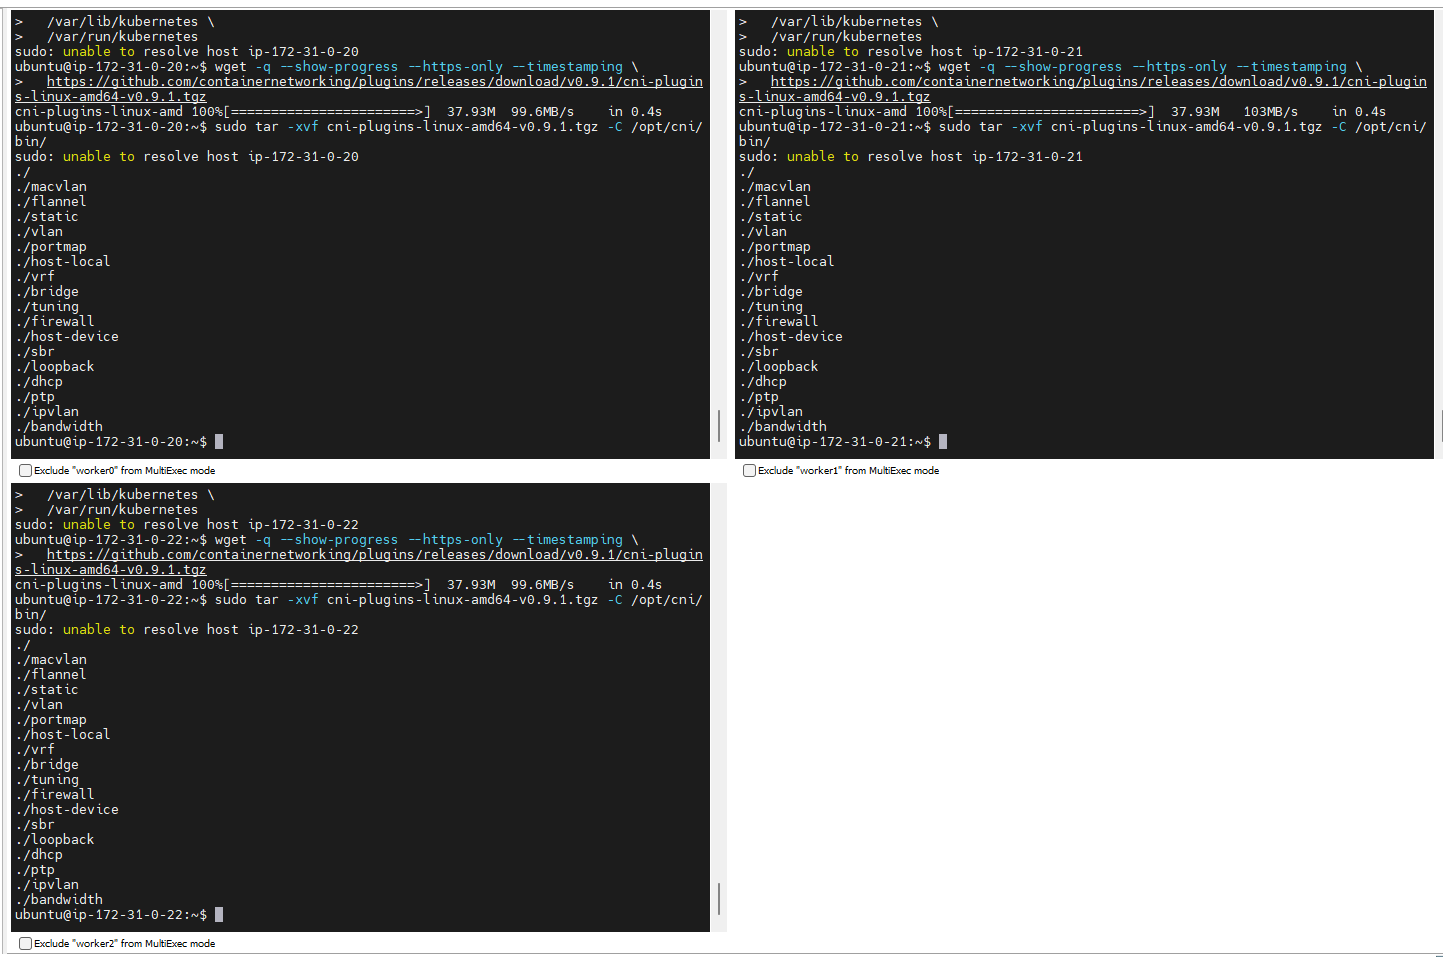 >   /var/lib/kubernetes \
>   /var/run/kubernetes
sudo: unable to resolve host ip-172-31-0-20
ubuntu@ip-172-31-0-20:~$ wget -q --show-progress --https-only --timestamping \
>   https://github.com/containernetworking/plugins/releases/download/v0.9.1/cni-plugin
s-linux-amd64-v0.9.1.tgz
cni-plugins-linux-amd 100%[=======================>]  37.93M  99.6MB/s    in 0.4s
ubuntu@ip-172-31-0-20:~$ sudo tar -xvf cni-plugins-linux-amd64-v0.9.1.tgz -C /opt/cni/
bin/
sudo: unable to resolve host ip-172-31-0-20
./
./macvlan
./flannel
./static
./vlan
./portmap
./host-local
./vrf
./bridge
./tuning
./firewall
./host-device
./sbr
./loopback
./dhcp
./ptp
./ipvlan
./bandwidth
ubuntu@ip-172-31-0-20:~$
Exclude "worker0" from MultiExec mode
>   /var/lib/kubernetes \
>   /var/run/kubernetes
sudo: unable to resolve host ip-172-31-0-21
ubuntu@ip-172-31-0-21:~$ wget -q --show-progress --https-only --timestamping \
>   https://github.com/containernetworking/plugins/releases/download/v0.9.1/cni-plugin
s-linux-amd64-v0.9.1.tgz
cni-plugins-linux-amd 100%[=======================>]  37.93M   103MB/s    in 0.4s
ubuntu@ip-172-31-0-21:~$ sudo tar -xvf cni-plugins-linux-amd64-v0.9.1.tgz -C /opt/cni/
bin/
sudo: unable to resolve host ip-172-31-0-21
./
./macvlan
./flannel
./static
./vlan
./portmap
./host-local
./vrf
./bridge
./tuning
./firewall
./host-device
./sbr
./loopback
./dhcp
./ptp
./ipvlan
./bandwidth
ubuntu@ip-172-31-0-21:~$
Exclude "worker1" from MultiExec mode
>   /var/lib/kubernetes \
>   /var/run/kubernetes
sudo: unable to resolve host ip-172-31-0-22
ubuntu@ip-172-31-0-22:~$ wget -q --show-progress --https-only --timestamping \
>   https://github.com/containernetworking/plugins/releases/download/v0.9.1/cni-plugin
s-linux-amd64-v0.9.1.tgz
cni-plugins-linux-amd 100%[=======================>]  37.93M  99.6MB/s    in 0.4s
ubuntu@ip-172-31-0-22:~$ sudo tar -xvf cni-plugins-linux-amd64-v0.9.1.tgz -C /opt/cni/
bin/
sudo: unable to resolve host ip-172-31-0-22
./
./macvlan
./flannel
./static
./vlan
./portmap
./host-local
./vrf
./bridge
./tuning
./firewall
./host-device
./sbr
./loopback
./dhcp
./ptp
./ipvlan
./bandwidth
ubuntu@ip-172-31-0-22:~$
Exclude "worker2" from MultiExec mode